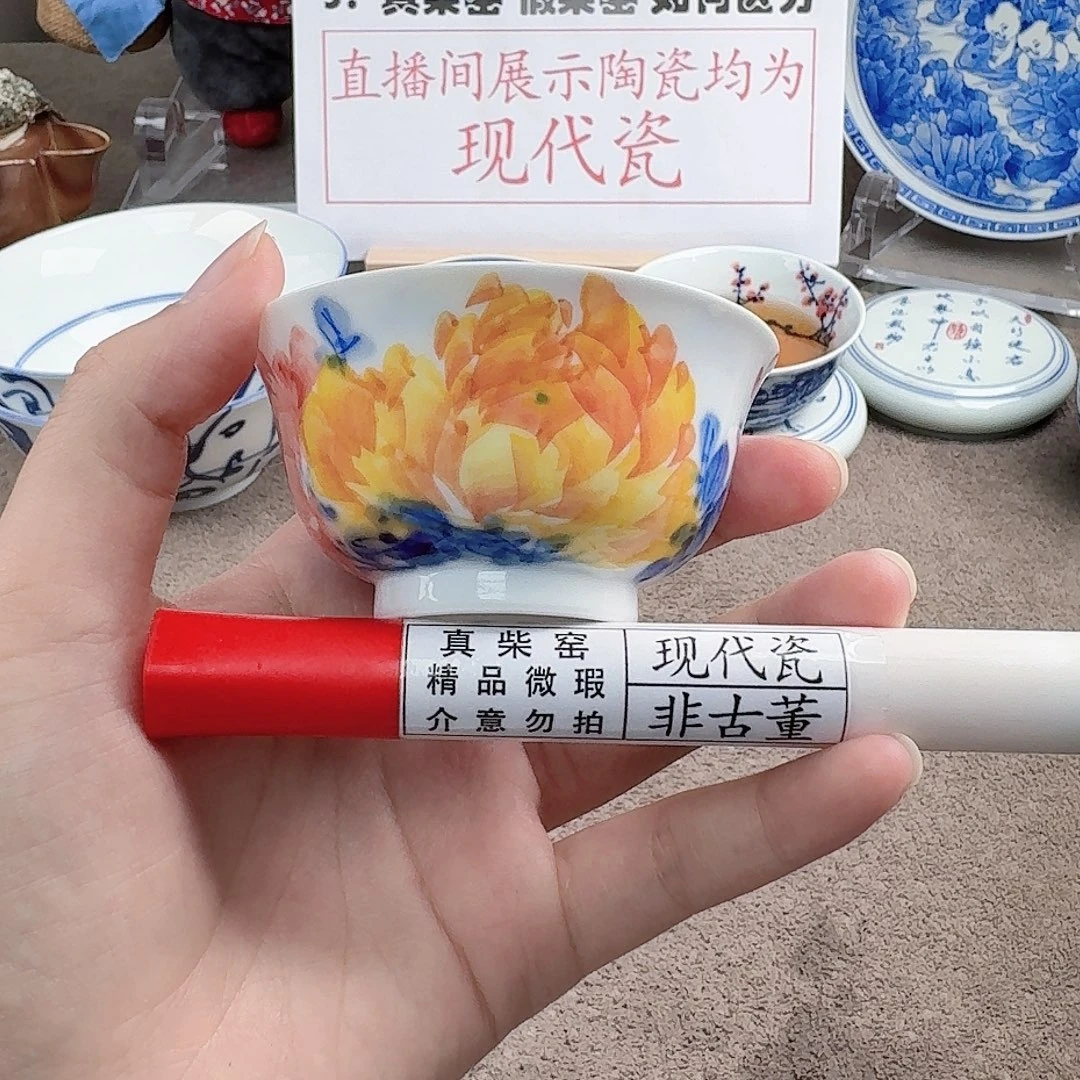 直播间展示陶瓷均为
现代瓷
真柴窑
精品微瑕
介意勿拍
现代瓷
非古董